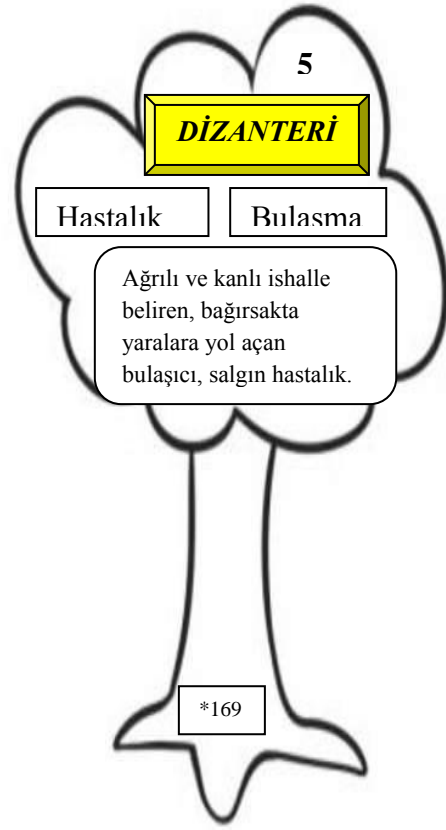 5
DİZANTERİ
Hastalık
Bulaşma
Ağrılı ve kanlı ishalle
beliren, bağırsakta
yaralara yol açan
bulaşıcı, salgın hastalık.
*169